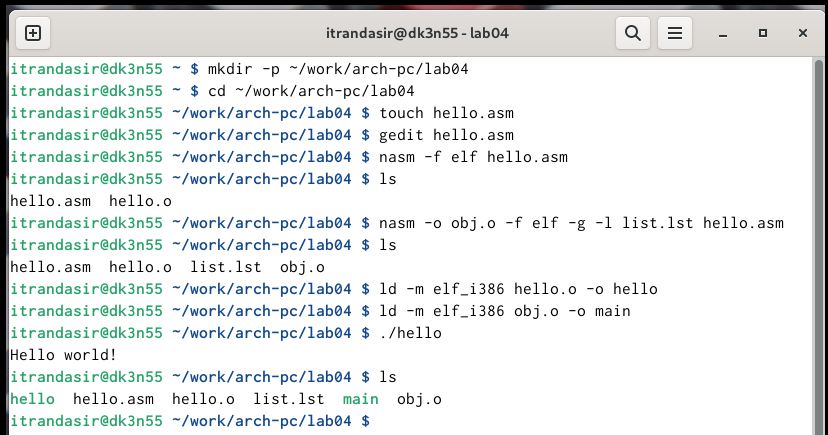 itrandasir@dk3n55 - lab04
itrandasir@dk3n55 ~ $ mkdir -p ~/work/arch-pc/lab04
itrandasir@dk3n55 ~ $ cd ~/work/arch-pc/lab04
itrandasir@dk3n55 ~/work/arch-pc/lab04 $ touch hello.asm
itrandasir@dk3n55 ~/work/arch-pc/lab04 $ gedit hello.asm
itrandasir@dk3n55 ~/work/arch-pc/lab04 $ nasm -f elf hello.asm
itrandasir@dk3n55 ~/work/arch-pc/lab04 $ ls
hello.asm  hello.o
itrandasir@dk3n55 ~/work/arch-pc/lab04 $ nasm -o obj.o -f elf -g -l list.lst hello.asm
itrandasir@dk3n55 ~/work/arch-pc/lab04 $ ls
hello.asm  hello.o  list.lst  obj.o
itrandasir@dk3n55 ~/work/arch-pc/lab04 $ ld -m elf_i386 hello.o -o hello
itrandasir@dk3n55 ~/work/arch-pc/lab04 $ ld -m elf_i386 obj.o -o main
itrandasir@dk3n55 ~/work/arch-pc/lab04 $ ./hello
Hello world!
itrandasir@dk3n55 ~/work/arch-pc/lab04 $ ls
hello  hello.asm  hello.o  list.lst  main  obj.o
itrandasir@dk3n55 ~/work/arch-pc/lab04 $